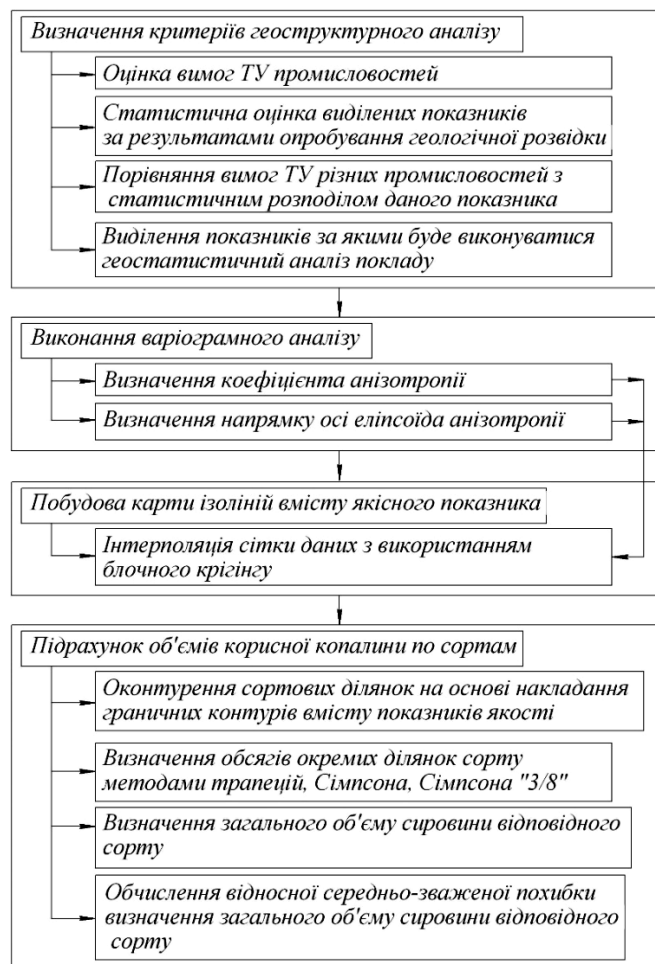 Визначення критеріїв геоструктурного аналізу
Оцінка вимог ТУ промисловостей
Статистична оцінка виділених показників
за результатами опробування геологічної розвідки
Порівняння вимог ТУ різних промисловостей з
статистичним розподілом даного показника
Виділення показників за якими буде виконуватися
геостатистичний аналіз покладу
Виконання варіограмного аналізу
Визначення коефіцієнта анізотропії
Визначення напрямку осі еліпсоїда анізотропії
Побудова карти ізоліній вмісту якісного показника
Інтерполяція сітки даних з використанням
блочного крігінгу
Підрахунок об'ємів корисної копалини по сортам
Оконтурення сортових ділянок на основі накладання
граничних контурів вмісту показників якості
Визначення обсягів окремих ділянок сорту
методами трапецій, Сімпсона, Сімпсона "3/8"
Визначення загального об'єму сировини відповідного
сорту
Обчислення відносної середньо-зваженої похибки
визначення загального об'єму сировини відповідного
сорту